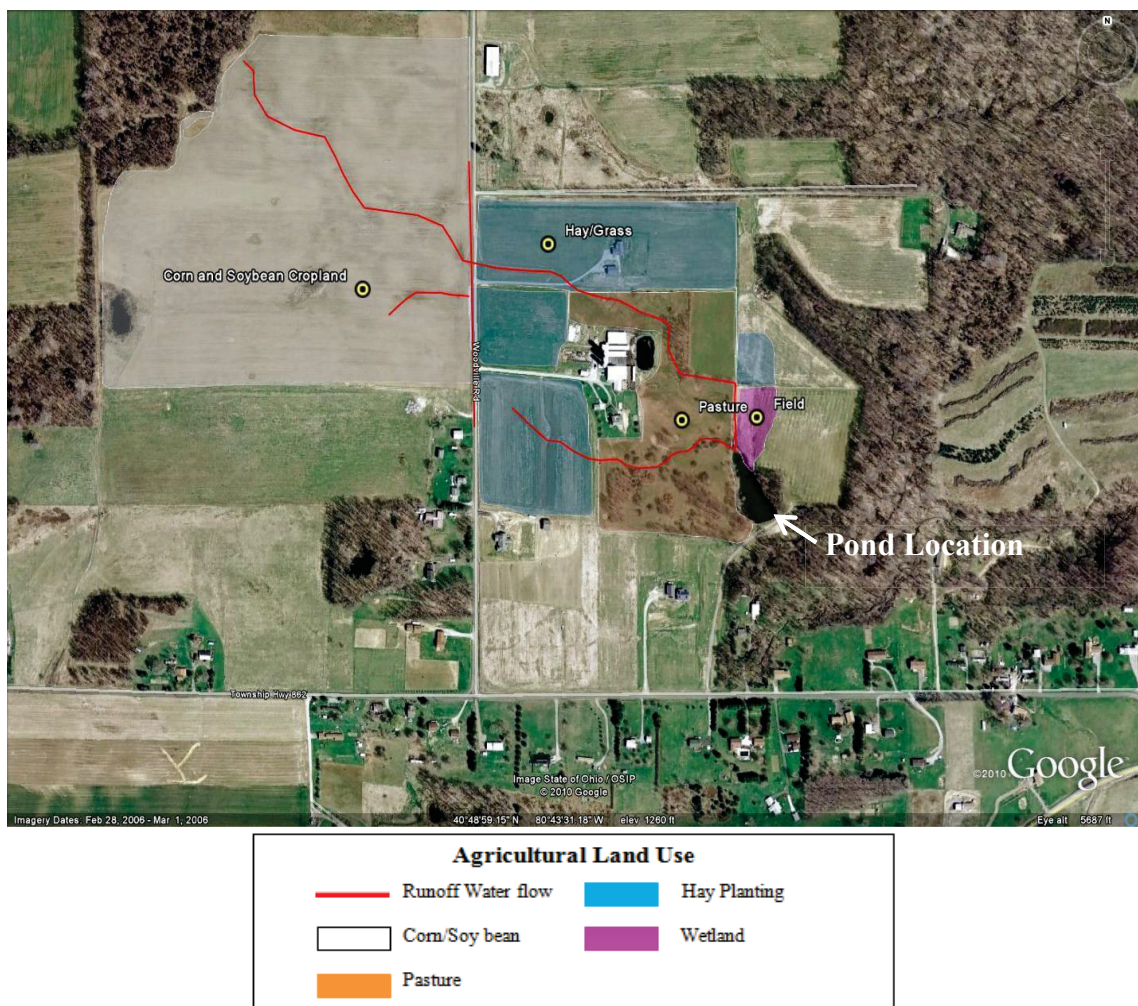 N
Hay/Grass
Corn and Soybean Cropland
Woodville Rd
Pasture
Field
Pond Location
Township Hwy 862
Image State of Ohio / OSIP
© 2010 Google
©2010 Google
Imagery Dates: Feb 28, 2006 - Mar 1, 2006
40°48'59.15" N 80°43'31.18" W elev 1260 ft
Eye alt 5687 ft
Agricultural Land Use
Runoff Water flow
Hay Planting
Corn/Soy bean
Wetland
Pasture